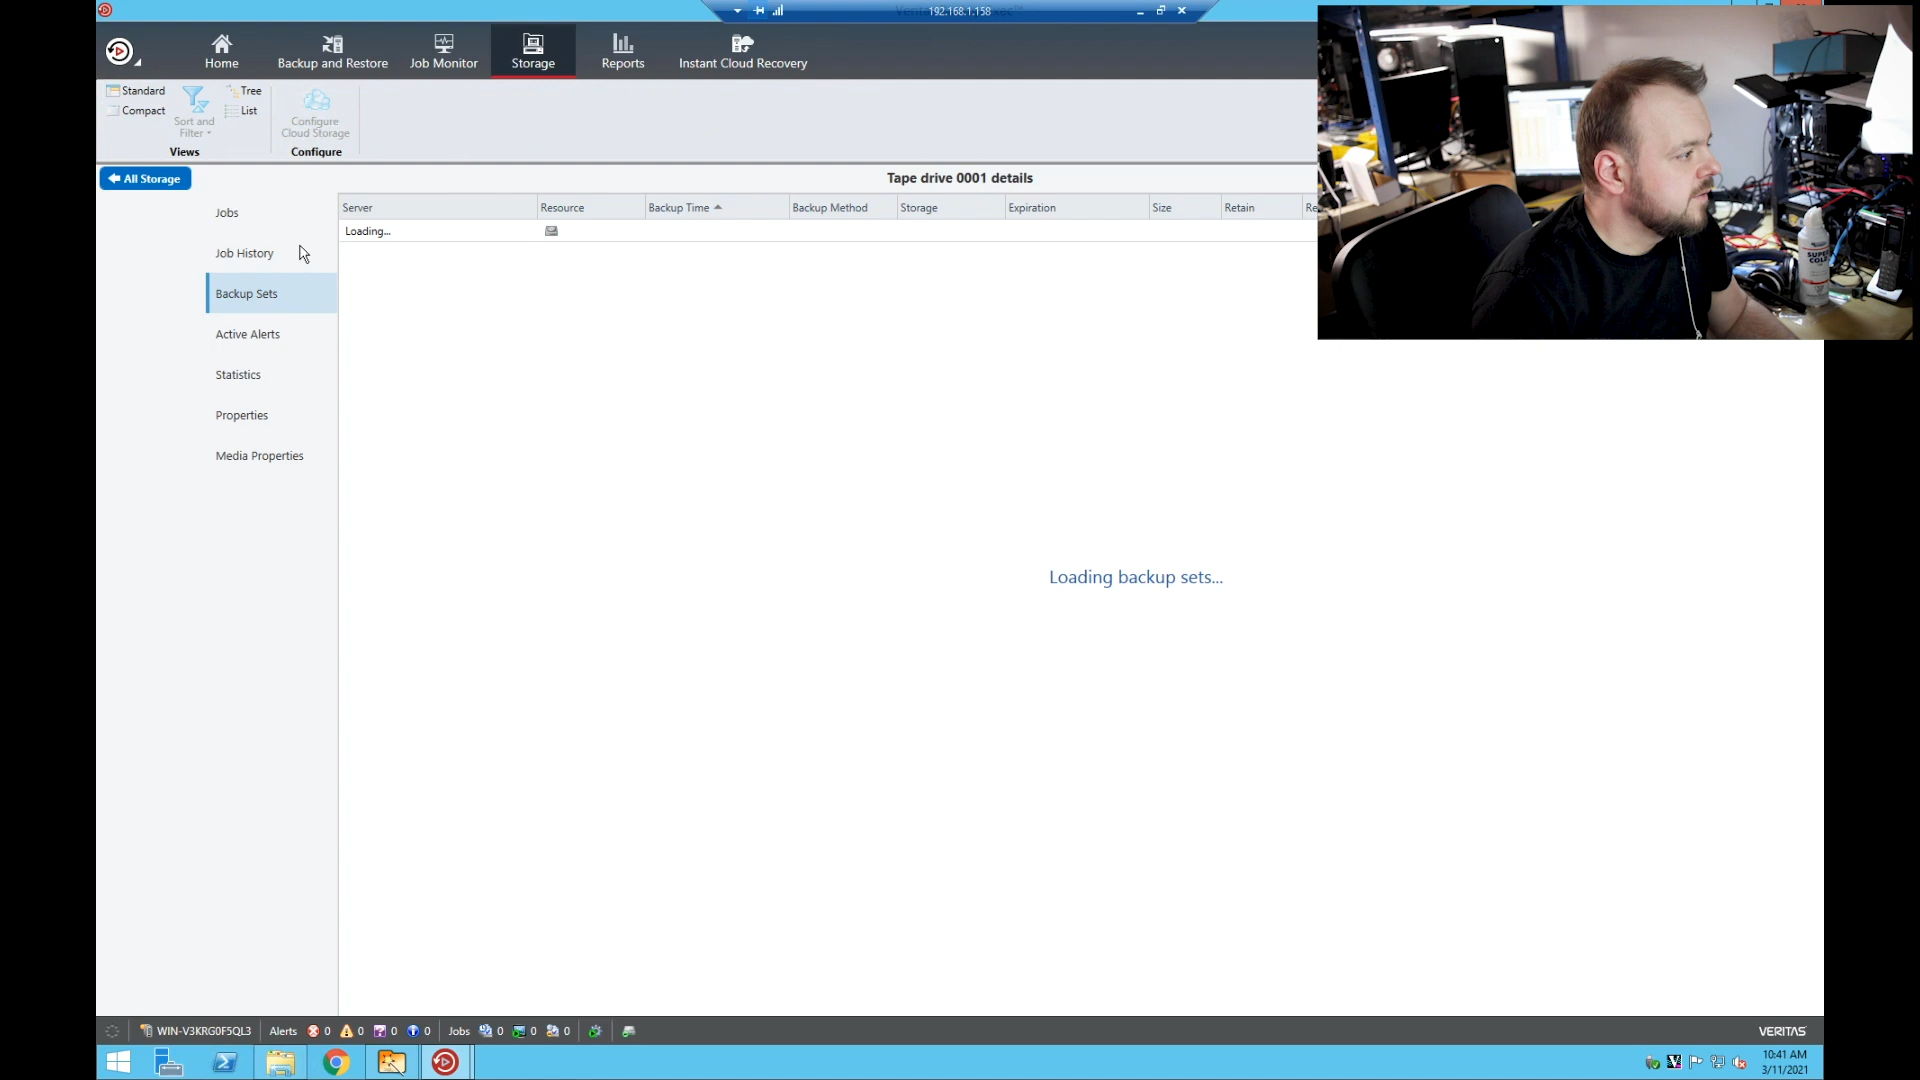 192.168.1.158
Home
Backup and Restore
Job Monitor
Storage
Reports
Instant Cloud Recovery
Standard
Compact
Sort and
Filter
Tree
List
Configure
Cloud Storage
Views
Configure
All Storage
Tape drive 0001 details
Jobs
Job History
Backup Sets
Active Alerts
Statistics
Properties
Media Properties
Server Resource Backup Time Backup Method Storage Expiration Size Retain Re
Loading...
Loading backup sets...
SUPER
COLD
WIN-V3KRG0F5QL3 Alerts 0 0 0 0 Jobs 0 0 0
VERITAS
10:41 AM
3/11/2021